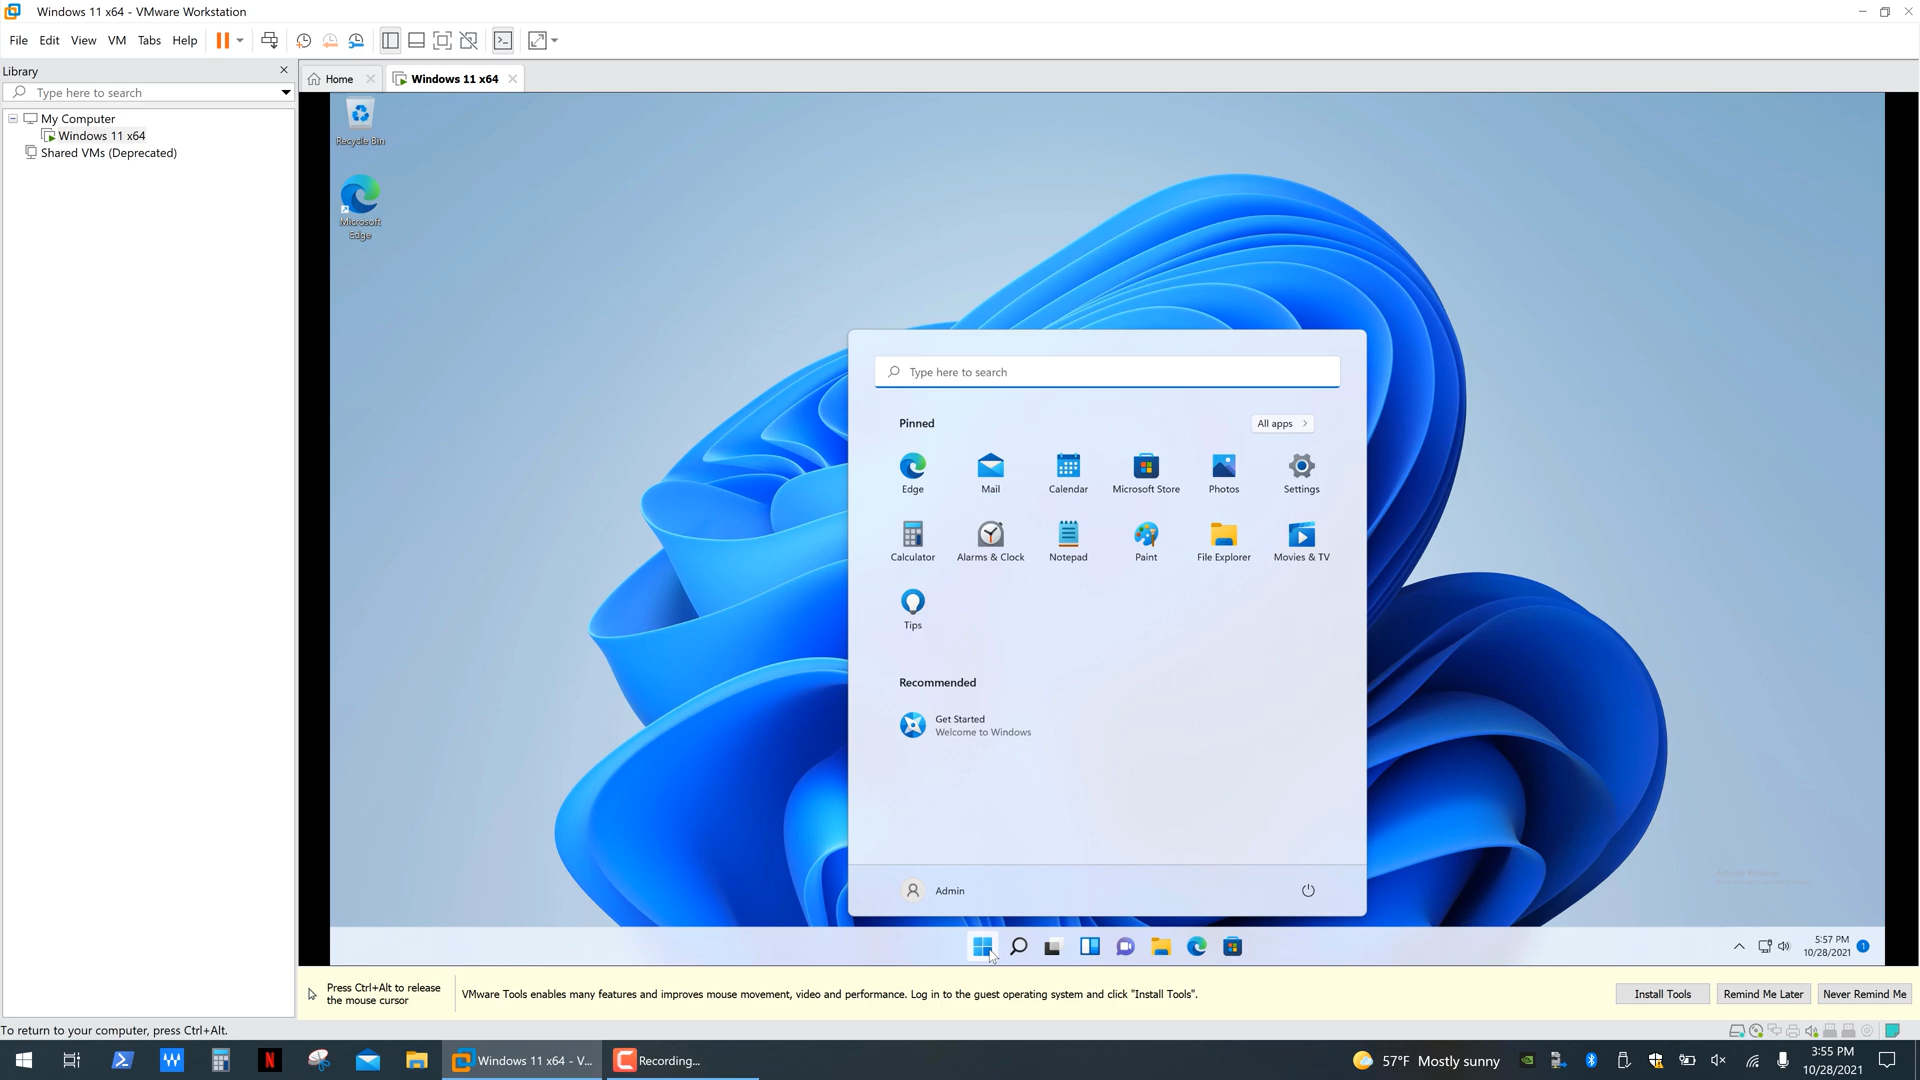 Windows 11 x64 - VMware Workstation
File Edit View VM Tabs Help
Library
Type here to search
My Computer
Windows 11 x64
Shared VMs (Deprecated)
Home
Windows 11 x64
Recycle Bin
Microsoft
Edge
Type here to search
Pinned
All apps
Edge
Mail
Calendar
Microsoft Store
Photos
Settings
Calculator
Alarms & Clock
Notepad
Paint
File Explorer
Movies & TV
Tips
Recommended
Get Started
Welcome to Windows
Admin
5:57 PM
10/28/2021
1
Press Ctrl+Alt to release
the mouse cursor
VMware Tools enables many features and improves mouse movement, video and performance. Log in to the guest operating system and click "Install Tools".
Install Tools
Remind Me Later
Never Remind Me
To return to your computer, press Ctrl+Alt.
Windows 11 x64 - V...
Recording...
57°F Mostly sunny
3:55 PM
10/28/2021